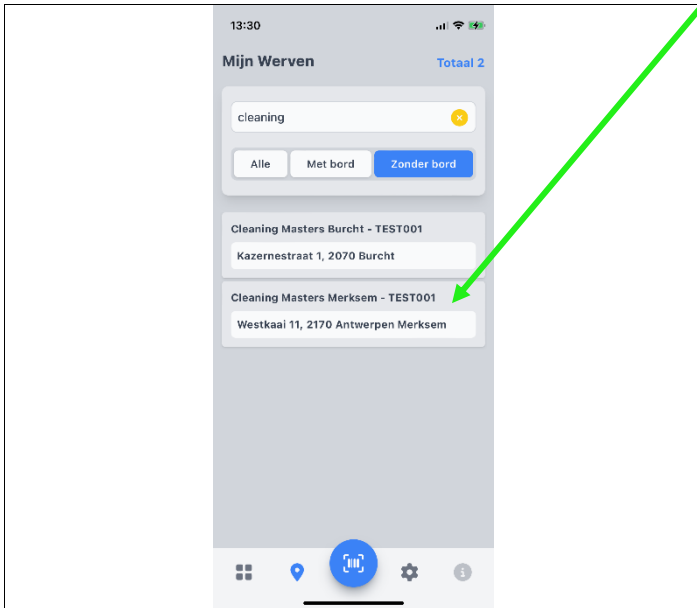 13:30
Mijn Werven
Totaal 2
cleaning
Alle
Met bord
Zonder bord
Cleaning Masters Burcht - TEST001
Kazernestraat 1, 2070 Burcht
Cleaning Masters Merksem - TEST001
Westkaai 11, 2170 Antwerpen Merksem